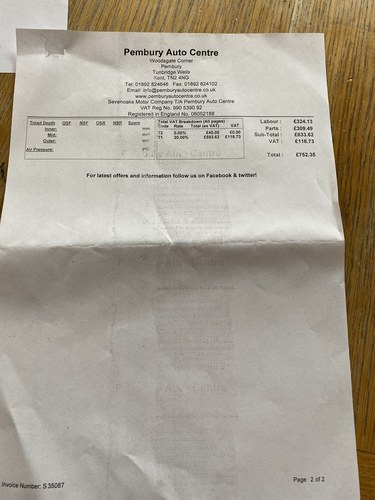 Pembury Auto Centre
Woodsgate Corner
Pembury
Tunbridge Wells
Kent, TN2 4NG
Tel: 01892 824646 Fax: 01892 824102
Email: info@pemburyautocentre.co.uk
www.pemburyautocentre.co.uk
Sevenoaks Motor Company T/A Pembury Auto Centre
VAT Reg No. 990 5390 92
Registered in England No. 06052188
Tread Depth OSF NSF OSR NSR Spare
Inner:
Mid:
Outer:
Air Pressure:
Total VAT Breakdown (All pages)
Code Rate Total (ex VAT) VAT
T2 0.00% £40.00 £0.00
T1 20.00% £593.62 £118.73
Labour : £324.13
Parts : £309.49
Sub-Total : £633.62
VAT : £118.73
Total : £752.35
For latest offers and information follow us on Facebook & twitter!
Invoice Number: S 35087
Page 2 of 2